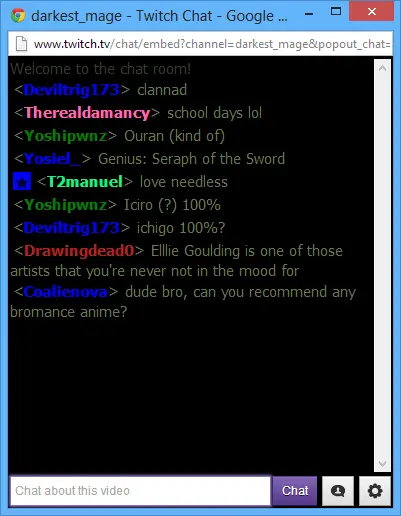 darkest_mage - Twitch Chat - Google ...
www.twitch.tv/chat/embed?channel=darkest_mage&popout_chat=
Welcome to the chat room!
<Deviltrig173> clannad
<Therealdamancy> school days lol
<Yoshipwnz> Ouran (kind of)
<Yosiel_> Genius: Seraph of the Sword
<T2manuel> love needless
<Yoshipwnz> Iciro (?) 100%
<Deviltrig173> ichigo 100%?
<Drawingdead0> Elllie Goulding is one of those
artists that you're never not in the mood for
<Coalienova> dude bro, can you recommend any
bromance anime?
Chat about this video
Chat